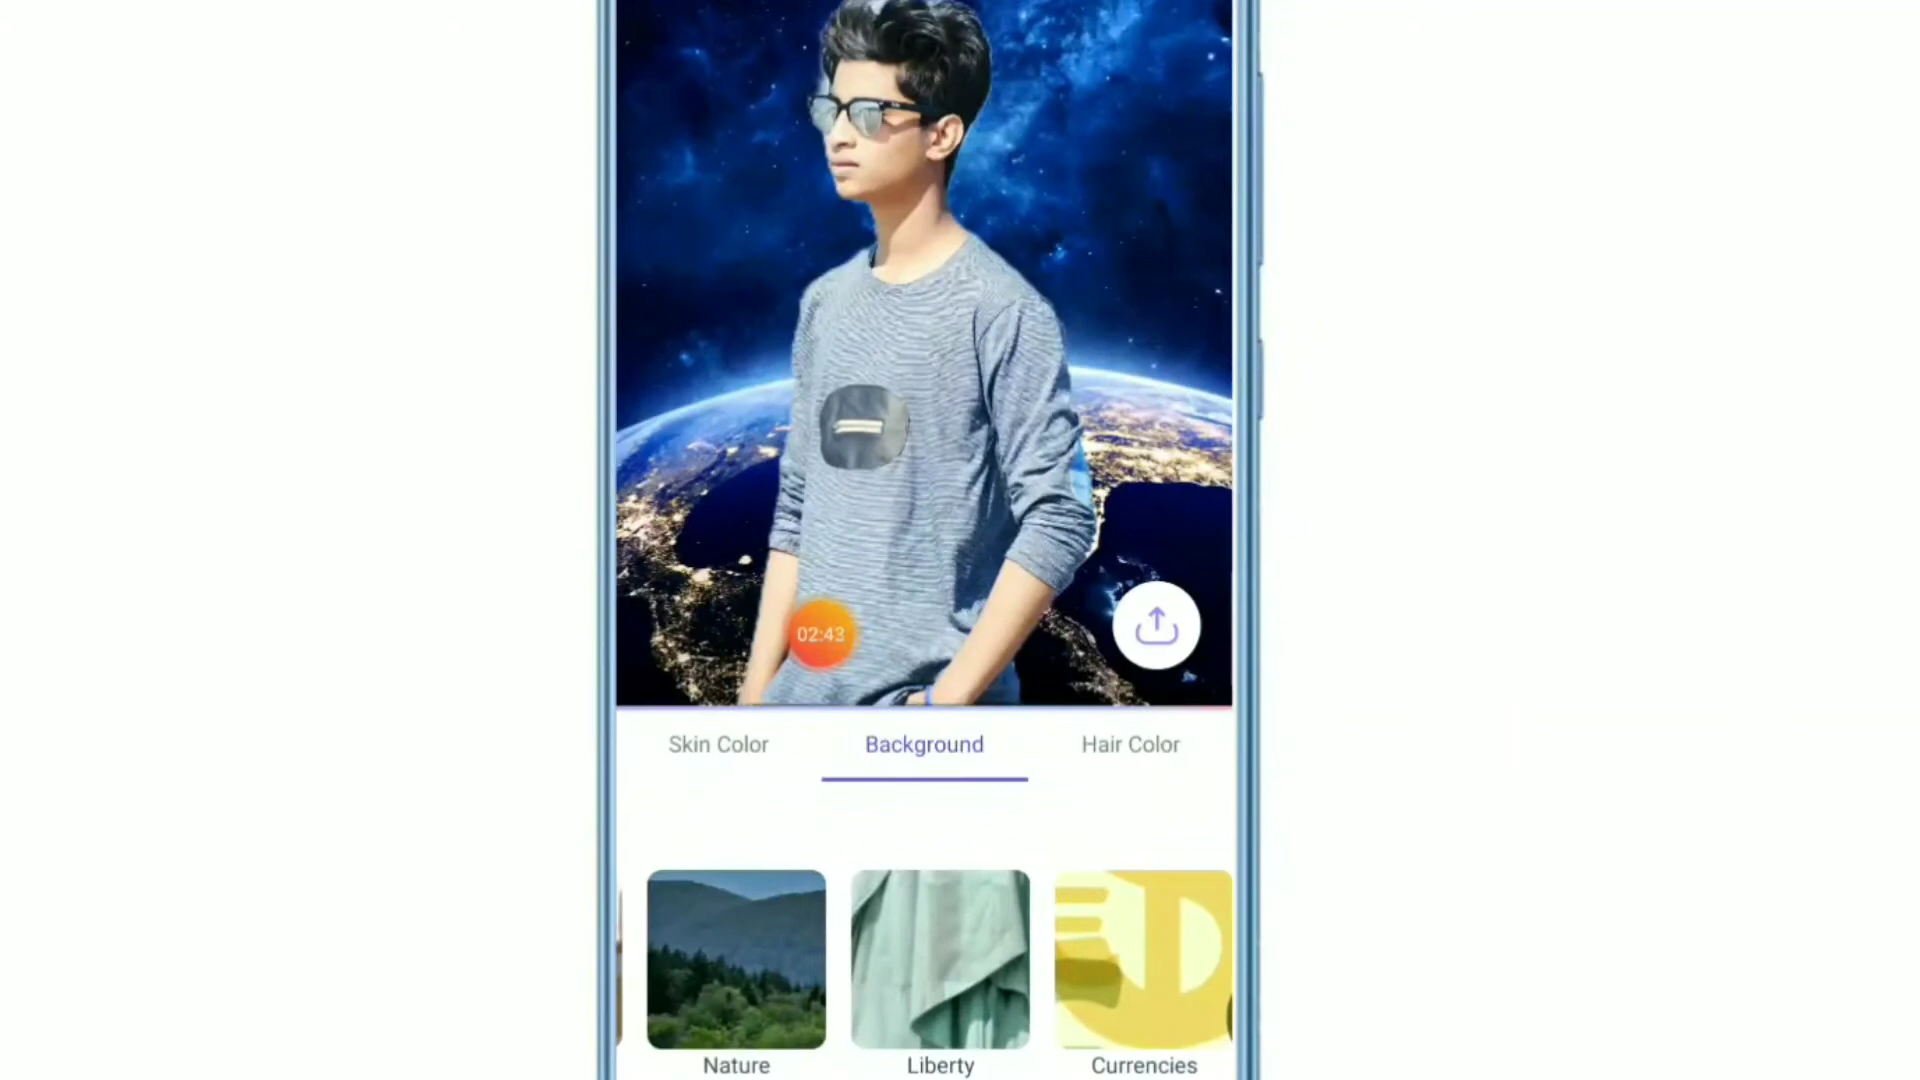 02:43
Skin Color
Background
Hair Color
Nature
Liberty
Currencies